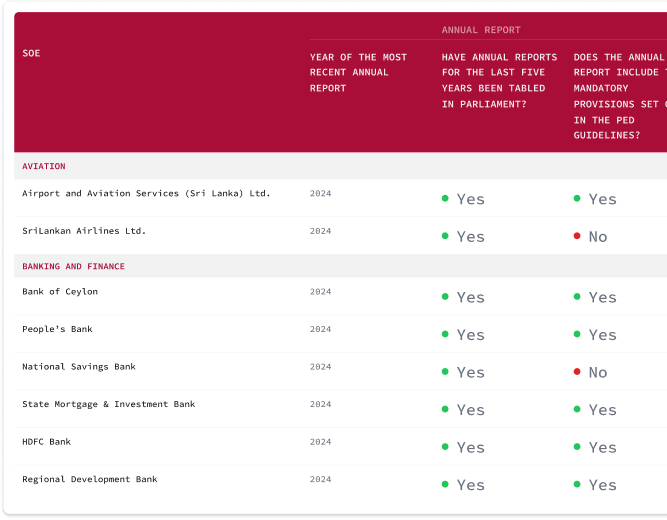 ANNUAL REPORT
SOE
YEAR OF THE MOST
RECENT ANNUAL
REPORT
HAVE ANNUAL REPORTS
FOR THE LAST FIVE
YEARS BEEN TABLED
IN PARLIAMENT?
DOES THE ANNUAL
REPORT INCLUDE
MANDATORY
PROVISIONS SET
IN THE PED
GUIDELINES?
AVIATION
Airport and Aviation Services (Sri Lanka) Ltd. 2024 Yes Yes
SriLankan Airlines Ltd. 2024 Yes No
BANKING AND FINANCE
Bank of Ceylon 2024 Yes Yes
People's Bank 2024 Yes Yes
National Savings Bank 2024 Yes No
State Mortgage & Investment Bank 2024 Yes Yes
HDFC Bank 2024 Yes Yes
Regional Development Bank 2024 Yes Yes